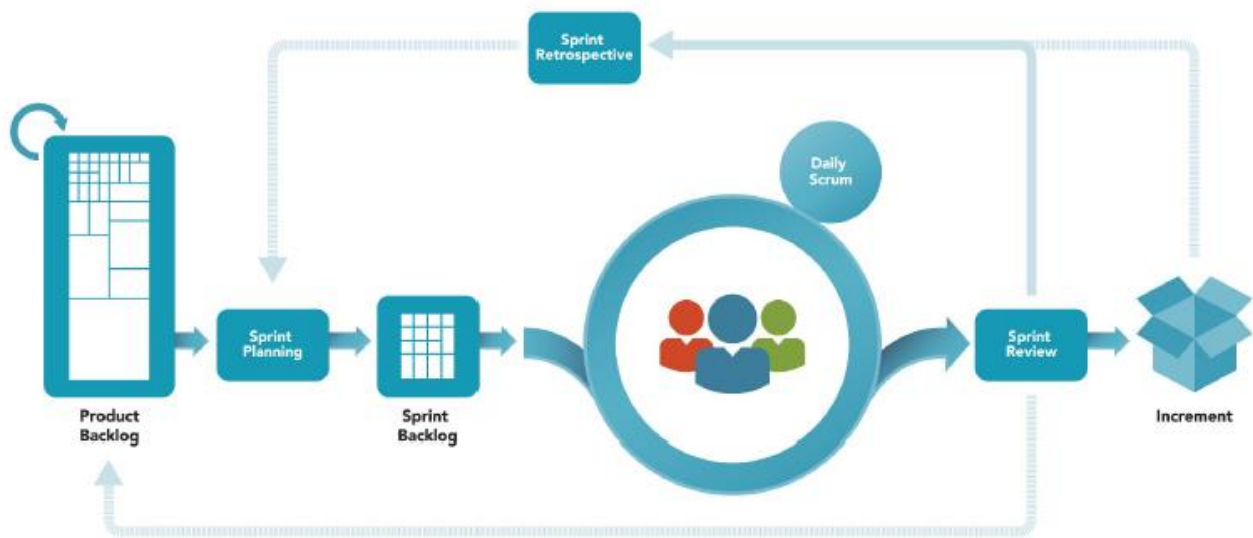 Sprint
Retrospective
Daily
Scrum
Sprint
Planning
Sprint
Review
Product
Backlog
Sprint
Backlog
Increment